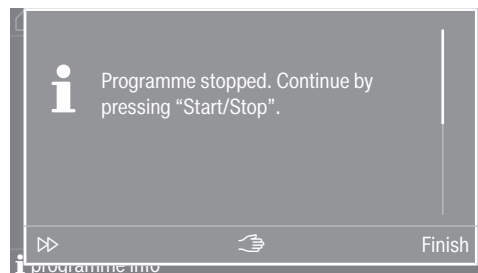 Programme stopped. Continue by
pressing “Start/Stop”.
Finish
programme info